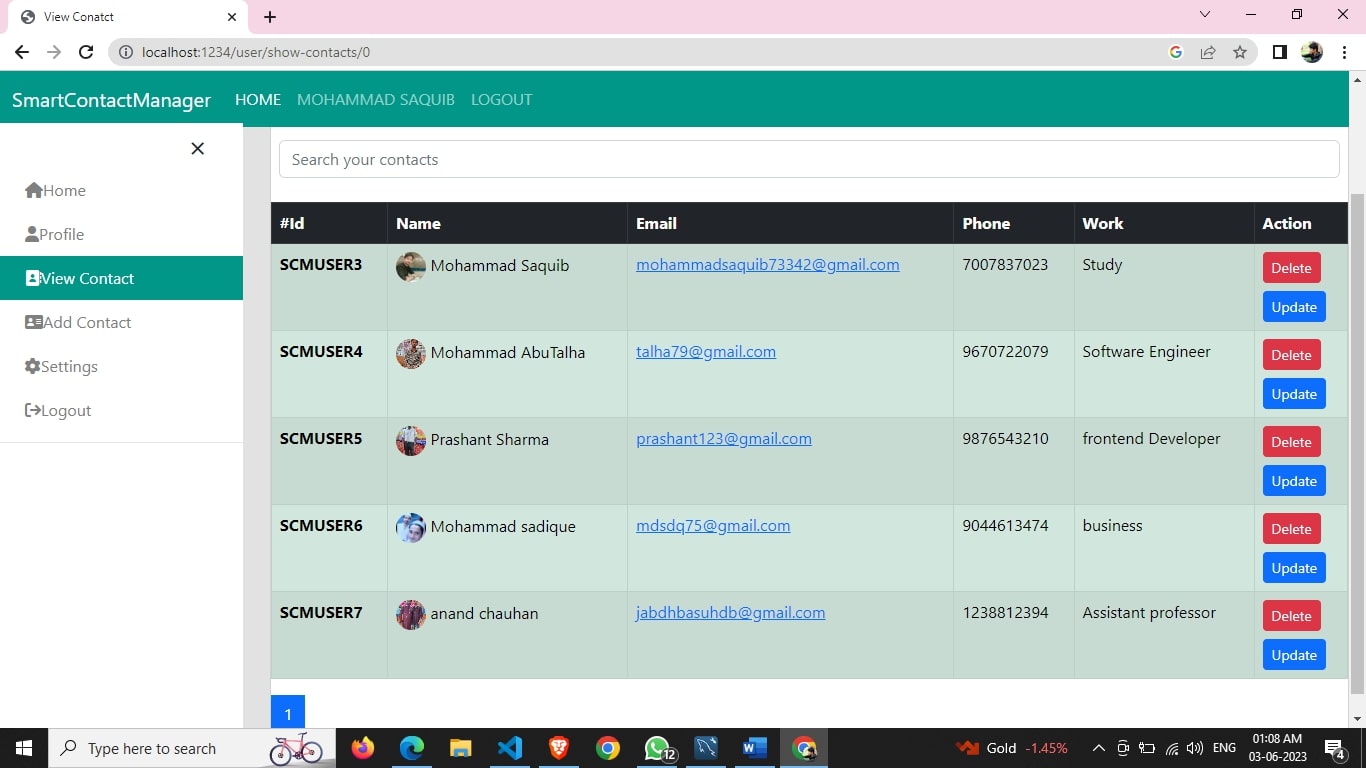 View Conatct
localhost:1234/user/show-contacts/0
SmartContactManager HOME MOHAMMAD SAQUIB LOGOUT
Home
Profile
View Contact
Add Contact
Settings
Logout
Search your contacts
#Id Name Email Phone Work Action
SCMUSER3 Mohammad Saquib mohammadsaquib73342@gmail.com 7007837023 Study Delete
Update
SCMUSER4 Mohammad AbuTalha talha79@gmail.com 9670722079 Software Engineer Delete
Update
SCMUSER5 Prashant Sharma prashant123@gmail.com 9876543210 frontend Developer Delete
Update
SCMUSER6 Mohammad sadique mdsdq75@gmail.com 9044613474 business Delete
Update
SCMUSER7 anand chauhan jabdhbasuhdb@gmail.com 1238812394 Assistant professor Delete
Update
1
Type here to search 12 Gold -1.45% ENG 01:08 AM
03-06-2023 4